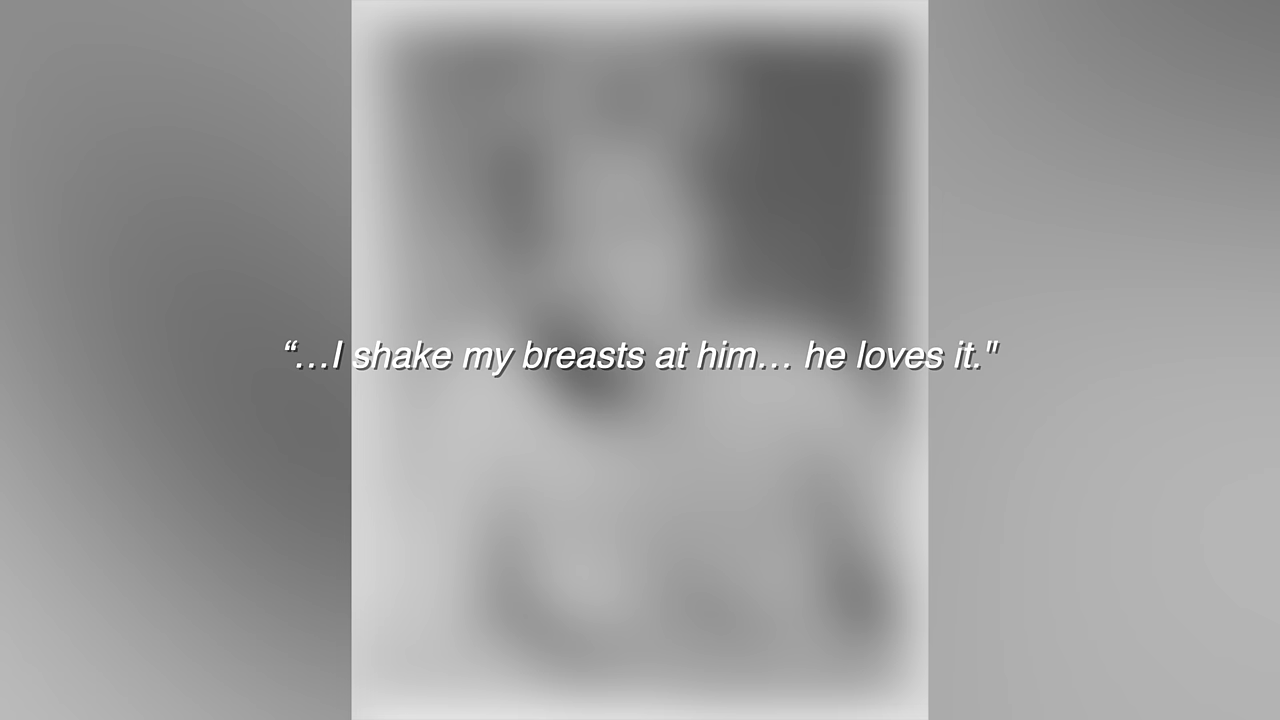 “…I shake my breasts at him… he loves it."